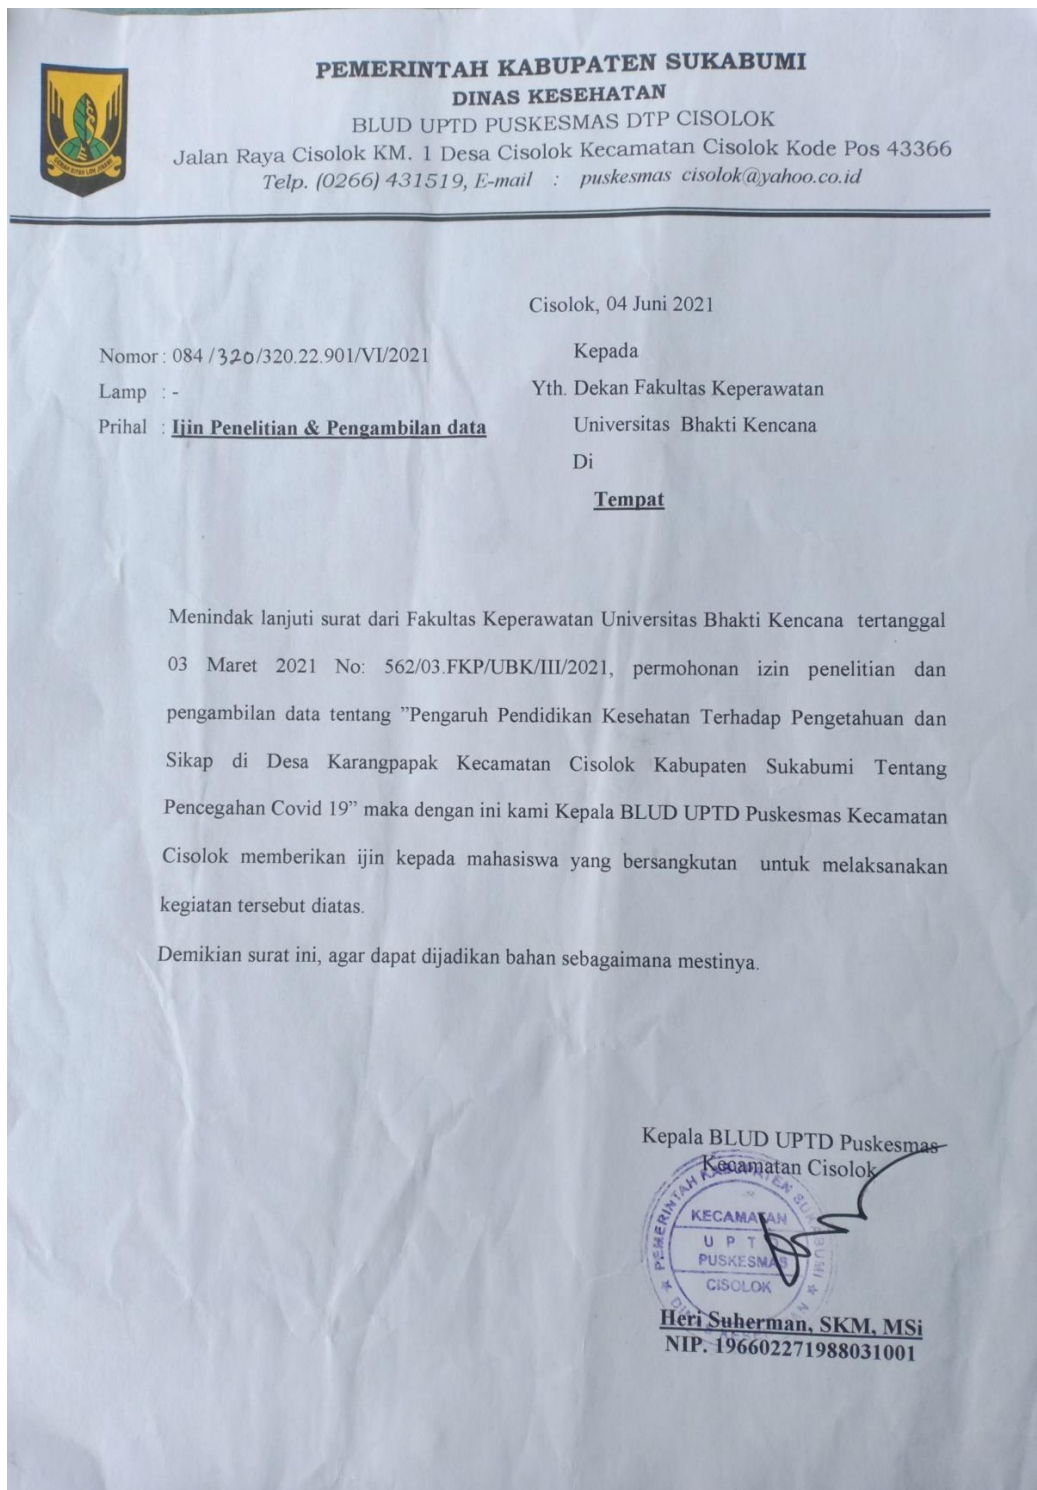 PEMERINTAH KABUPATEN SUKABUMI
DINAS KESEHATAN
BLUD UPTD PUSKESMAS DTP CISOLOK
Jalan Raya Cisolok KM. 1 Desa Cisolok Kecamatan Cisolok Kode Pos 43366
Telp. (0266) 431519, E-mail : puskesmas cisolok@yahoo.co.id
Cisolok, 04 Juni 2021
Nomor : 084 /320/320.22.901/VI/2021
Lamp : -
Prihal : Ijin Penelitian & Pengambilan data
Kepada
Yth. Dekan Fakultas Keperawatan
Universitas Bhakti Kencana
Di
Tempat
Menindak lanjuti surat dari Fakultas Keperawatan Universitas Bhakti Kencana tertanggal
03 Maret 2021 No: 562/03.FKP/UBK/III/2021, permohonan izin penelitian dan
pengambilan data tentang ”Pengaruh Pendidikan Kesehatan Terhadap Pengetahuan dan
Sikap di Desa Karangpapak Kecamatan Cisolok Kabupaten Sukabumi Tentang
Pencegahan Covid 19” maka dengan ini kami Kepala BLUD UPTD Puskesmas Kecamatan
Cisolok memberikan ijin kepada mahasiswa yang bersangkutan untuk melaksanakan
kegiatan tersebut diatas.
Demikian surat ini, agar dapat dijadikan bahan sebagaimana mestinya.
Kepala BLUD UPTD Puskesmas
Kecamatan Cisolok
PEMERINTAH KABUPATEN SUKABUMI
KECAMATAN
UPTD
PUSKESMAS
CISOLOK
Heri Suherman, SKM, MSi
NIP. 196602271988031001